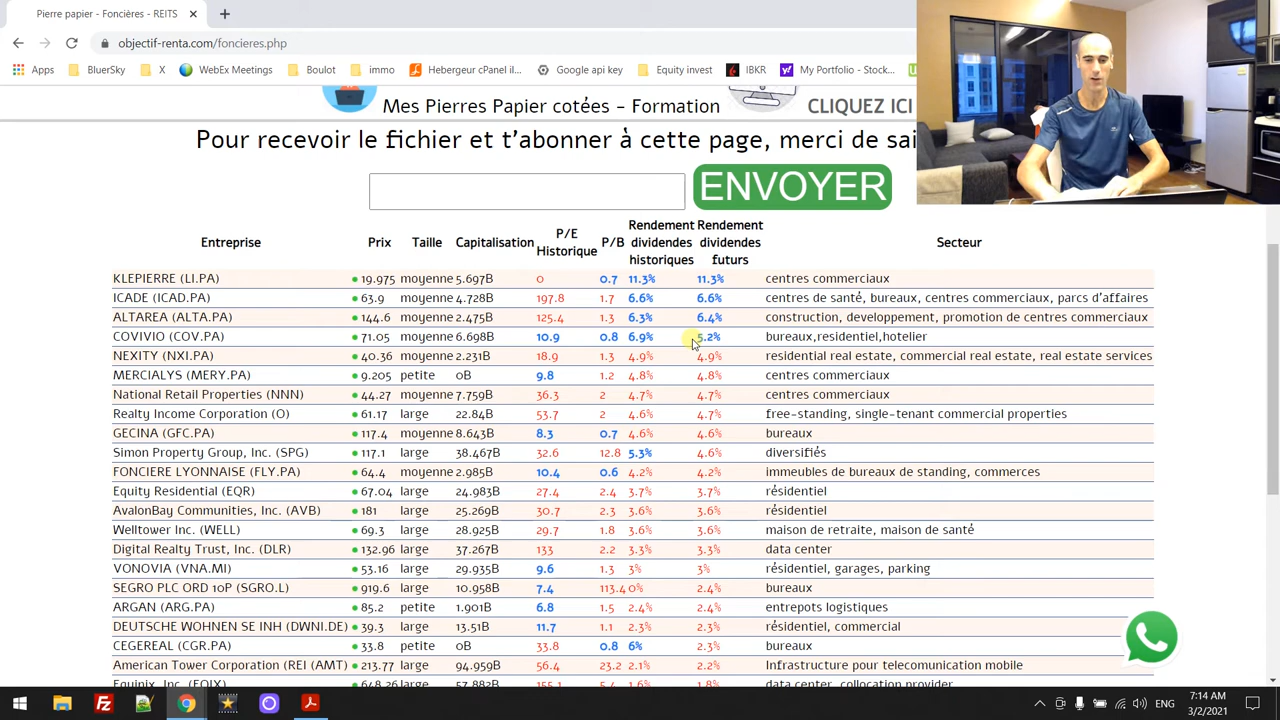 Pierre papier - Foncières - REITS
objectif-renta.com/foncieres.php
Apps BluerSky X WebEx Meetings Boulot immo Hebergeur cPanel il... Google api key Equity invest IBKR My Portfolio - Stock...
Mes Pierres Papier cotées - Formation CLIQUEZ ICI
Pour recevoir le fichier et t'abonner à cette page, merci de sai
ENVOYER
Entreprise Prix Taille Capitalisation P/E Historique P/B Rendement dividendes historiques Rendement dividendes futurs Secteur
KLEPIERRE (LI.PA) 19.975 moyenne 5.697B 0 0.7 11.3% 11.3% centres commerciaux
ICADE (ICAD.PA) 63.9 moyenne 4.728B 197.8 1.7 6.6% 6.6% centres de santé, bureaux, centres commerciaux, parcs d'affaires
ALTAREA (ALTA.PA) 144.6 moyenne 2.475B 125.4 1.3 6.3% 6.4% construction, developpement, promotion de centres commerciaux
COVIVIO (COV.PA) 71.05 moyenne 6.698B 10.9 0.8 6.9% 5.2% bureaux,residentiel,hotelier
NEXITY (NXI.PA) 40.36 moyenne 2.231B 18.9 1.3 4.9% 4.9% residential real estate, commercial real estate, real estate services
MERCIALYS (MERY.PA) 9.205 petite 0B 9.8 1.2 4.8% 4.8% centres commerciaux
National Retail Properties (NNN) 44.27 moyenne 7.759B 36.3 2 4.7% 4.7% centres commerciaux
Realty Income Corporation (O) 61.17 large 22.84B 53.7 2 4.6% 4.7% free-standing, single-tenant commercial properties
GECINA (GFC.PA) 117.4 moyenne 8.643B 8.3 0.7 4.6% 4.6% bureaux
Simon Property Group, Inc. (SPG) 117.1 large 38.467B 32.6 12.8 5.3% 4.6% diversifiés
FONCIERE LYONNAISE (FLY.PA) 64.4 moyenne 2.985B 10.4 0.6 4.2% 4.2% immeubles de bureaux de standing, commerces
Equity Residential (EQR) 67.04 large 24.983B 27.4 2.4 3.7% 3.7% résidentiel
AvalonBay Communities, Inc. (AVB) 181 large 25.269B 30.7 2.3 3.6% 3.6% résidentiel
Welltower Inc. (WELL) 69.3 large 28.925B 29.7 1.8 3.6% 3.6% maison de retraite, maison de santé
Digital Realty Trust, Inc. (DLR) 132.96 large 37.267B 133 2.2 3.3% 3.3% data center
VONOVIA (VNA.MI) 53.16 large 29.935B 9.6 1.3 3% 3% résidentiel, garages, parking
SEGRO PLC ORD 10P (SGRO.L) 919.6 large 10.958B 7.4 113.4 0% 2.4% bureaux
ARGAN (ARG.PA) 85.2 petite 1.901B 6.8 1.5 2.4% 2.4% entrepots logistiques
DEUTSCHE WOHNEN SE INH (DWNI.DE) 39.3 large 13.51B 11.7 1.1 2.3% 2.3% résidentiel, commercial
CEGEREAL (CGR.PA) 33.8 petite 0B 33.8 0.8 6% 2.3% bureaux
American Tower Corporation (REI (AMT) 213.77 large 94.959B 56.4 23.2 2.1% 2.2% Infrastructure pour telecomunication mobile
Equinix, Inc. (EQIX) 648.26 large 57.882B 155.1 5.4 1.6% 1.8% data center, collocation provider
ENG
7:14 AM
3/2/2021